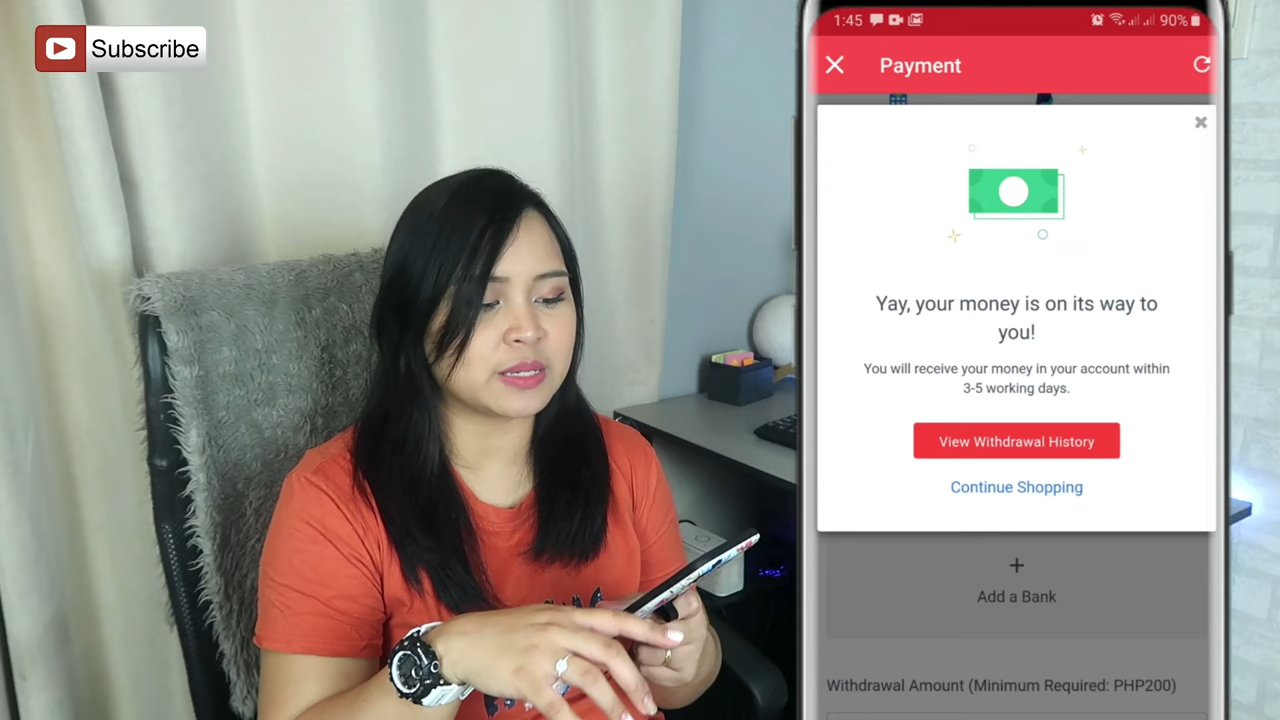 Subscribe
1:45
90%
Payment
Yay, your money is on its way to
you!
You will receive your money in your account within
3-5 working days.
View Withdrawal History
Continue Shopping
+
Add a Bank
Withdrawal Amount (Minimum Required: PHP200)